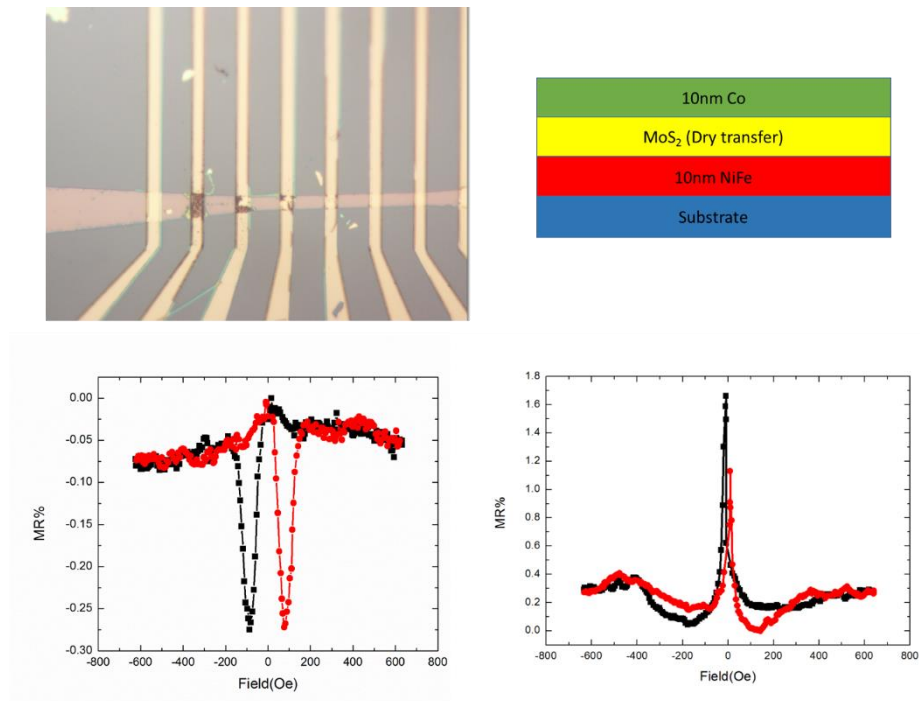 10nm Co
MoS₂ (Dry transfer)
10nm NiFe
Substrate
0.00
-0.05
-0.10
-0.15
-0.20
-0.25
-0.30
MR%
-800 -600 -400 -200 0 200 400 600 800
Field(Oe)
1.8
1.6
1.4
1.2
1.0
0.8
0.6
0.4
0.2
0.0
MR%
-800 -600 -400 -200 0 200 400 600 800
Field(Oe)